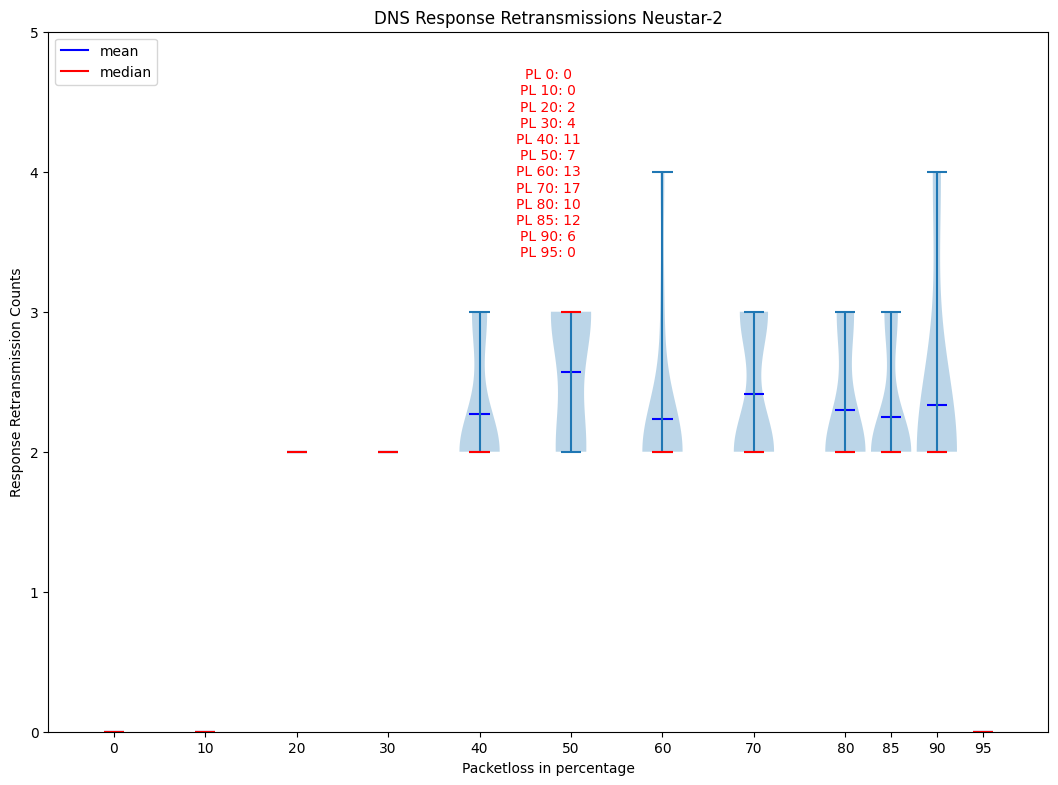 DNS Response Retransmissions Neustar-2
mean
median
PL 0: 0
PL 10: 0
PL 20: 2
PL 30: 4
PL 40: 11
PL 50: 7
PL 60: 13
PL 70: 17
PL 80: 10
PL 85: 12
PL 90: 6
PL 95: 0
Response Retransmission Counts
5
4
3
2
1
0
0 10 20 30 40 50 60 70 80 85 90 95
Packetloss in percentage